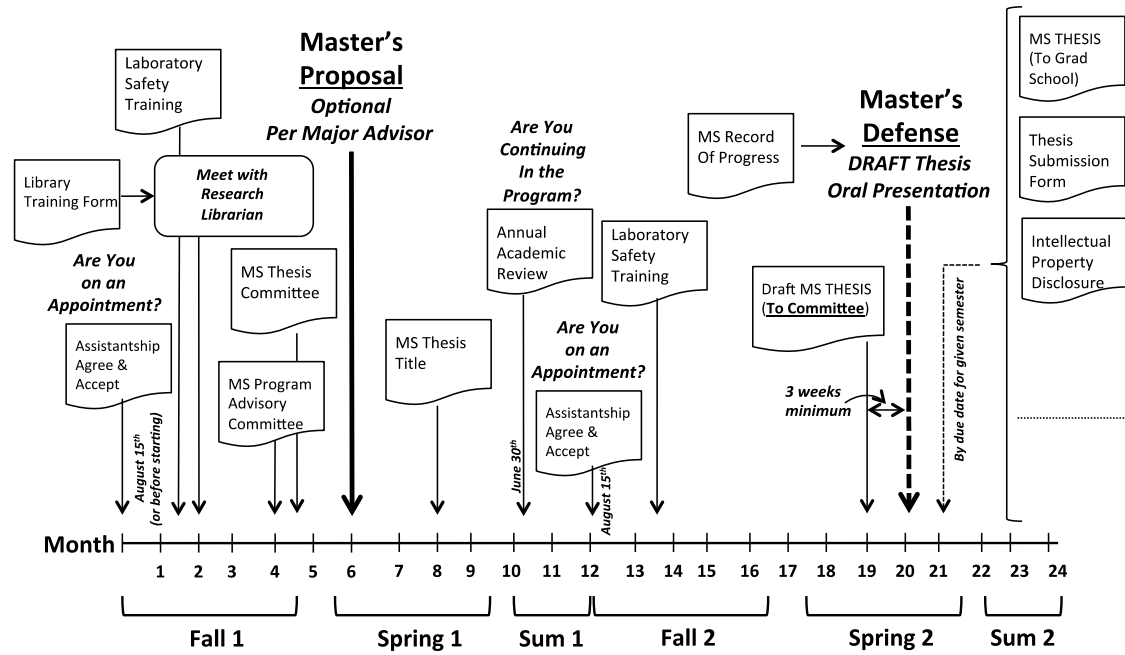 Laboratory
Safety
Training
Library
Training Form
Meet with
Research
Librarian
Are You
on an
Appointment?
Assistantship
Agree &
Accept
August 15th
(or before starting)
MS Thesis
Committee
MS Program
Advisory
Committee
Master's
Proposal
Optional
Per Major Advisor
MS Thesis
Title
Are You
Continuing
In the
Program?
Annual
Academic
Review
June 30th
Are You
on an
Appointment?
Assistantship
Agree &
Accept
August 15th
Laboratory
Safety
Training
MS Record
Of Progress
Master's
Defense
DRAFT Thesis
Oral Presentation
Draft MS THESIS
(To Committee)
3 weeks
minimum
By due date for given semester
MS THESIS
(To Grad
School)
Thesis
Submission
Form
Intellectual
Property
Disclosure
Month
1 2 3 4 5 6 7 8 9 10 11 12 13 14 15 16 17 18 19 20 21 22 23 24
Fall 1 Spring 1 Sum 1 Fall 2 Spring 2 Sum 2